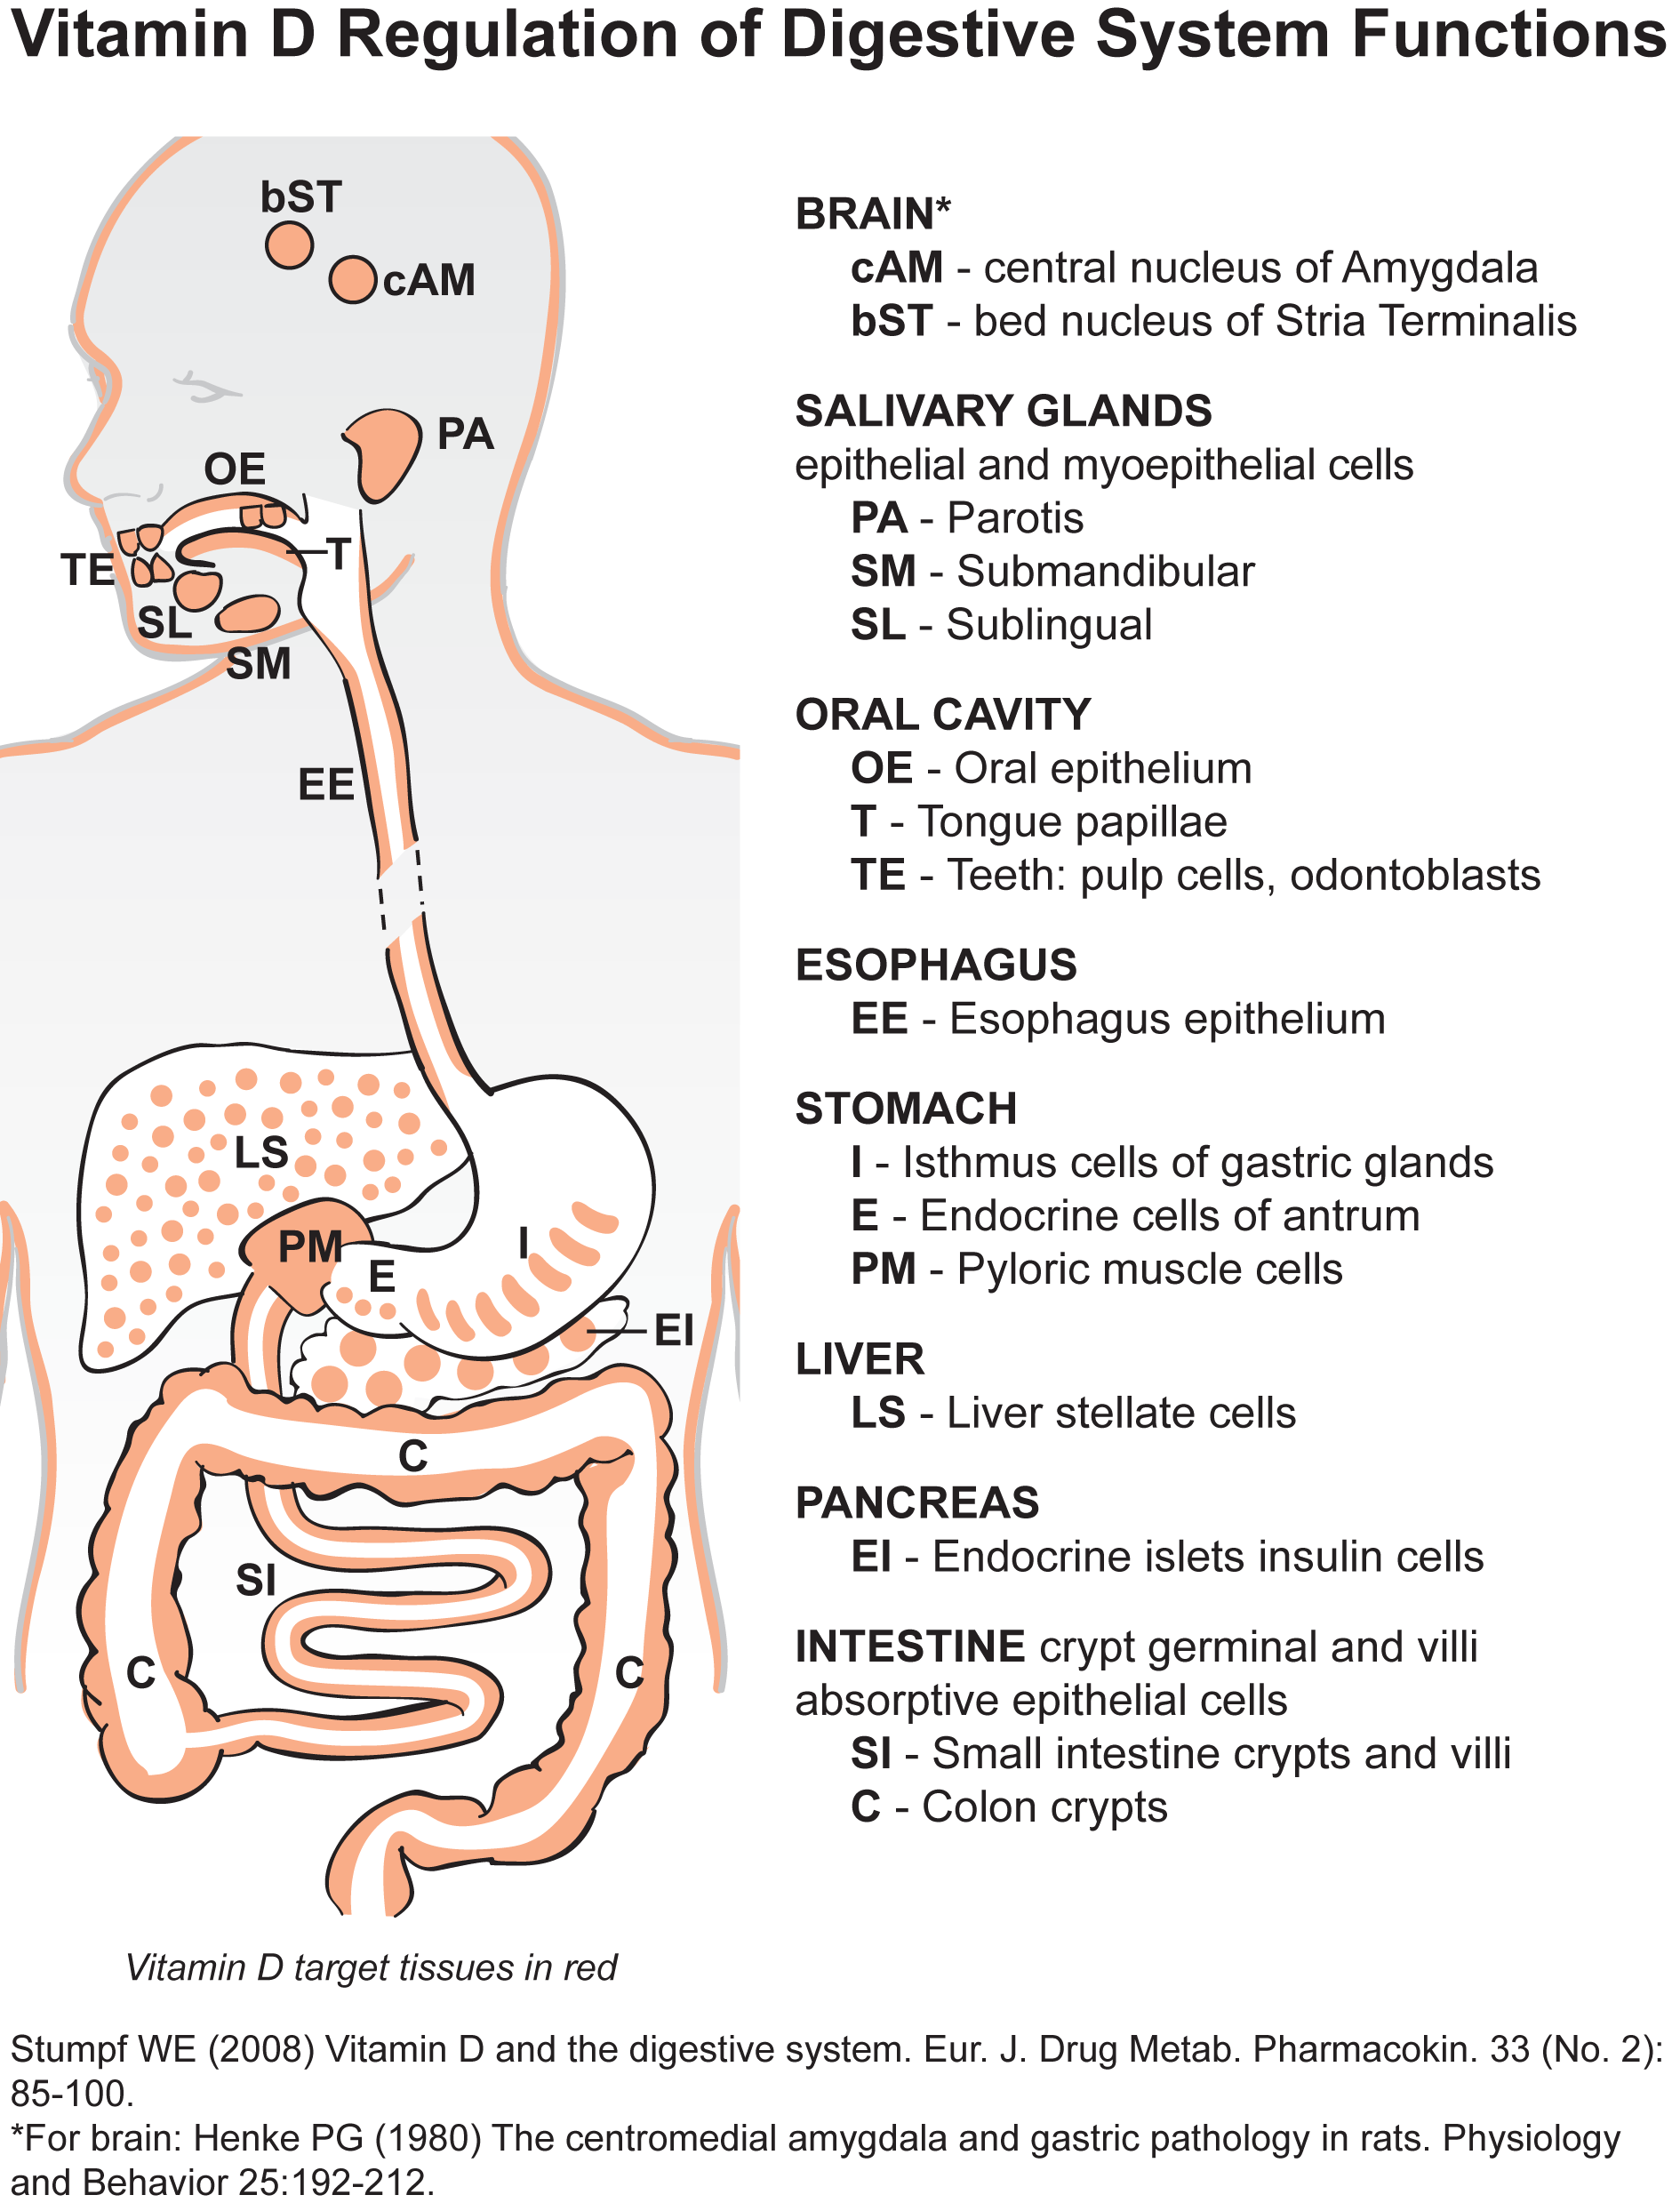 Vitamin D Regulation of Digestive System Functions
bST
cAM
PA
OE
T
TE
SL
SM
EE
LS
PM
I
E
EI
C
SI
C
C
BRAIN*
cAM - central nucleus of Amygdala
bST - bed nucleus of Stria Terminalis
SALIVARY GLANDS
epithelial and myoepithelial cells
PA - Parotis
SM - Submandibular
SL - Sublingual
ORAL CAVITY
OE - Oral epithelium
T - Tongue papillae
TE - Teeth: pulp cells, odontoblasts
ESOPHAGUS
EE - Esophagus epithelium
STOMACH
I - Isthmus cells of gastric glands
E - Endocrine cells of antrum
PM - Pyloric muscle cells
LIVER
LS - Liver stellate cells
PANCREAS
EI - Endocrine islets insulin cells
INTESTINE crypt germinal and villi
absorptive epithelial cells
SI - Small intestine crypts and villi
C - Colon crypts
Vitamin D target tissues in red
Stumpf WE (2008) Vitamin D and the digestive system. Eur. J. Drug Metab. Pharmacokin. 33 (No. 2):
85-100.
*For brain: Henke PG (1980) The centromedial amygdala and gastric pathology in rats. Physiology
and Behavior 25:192-212.